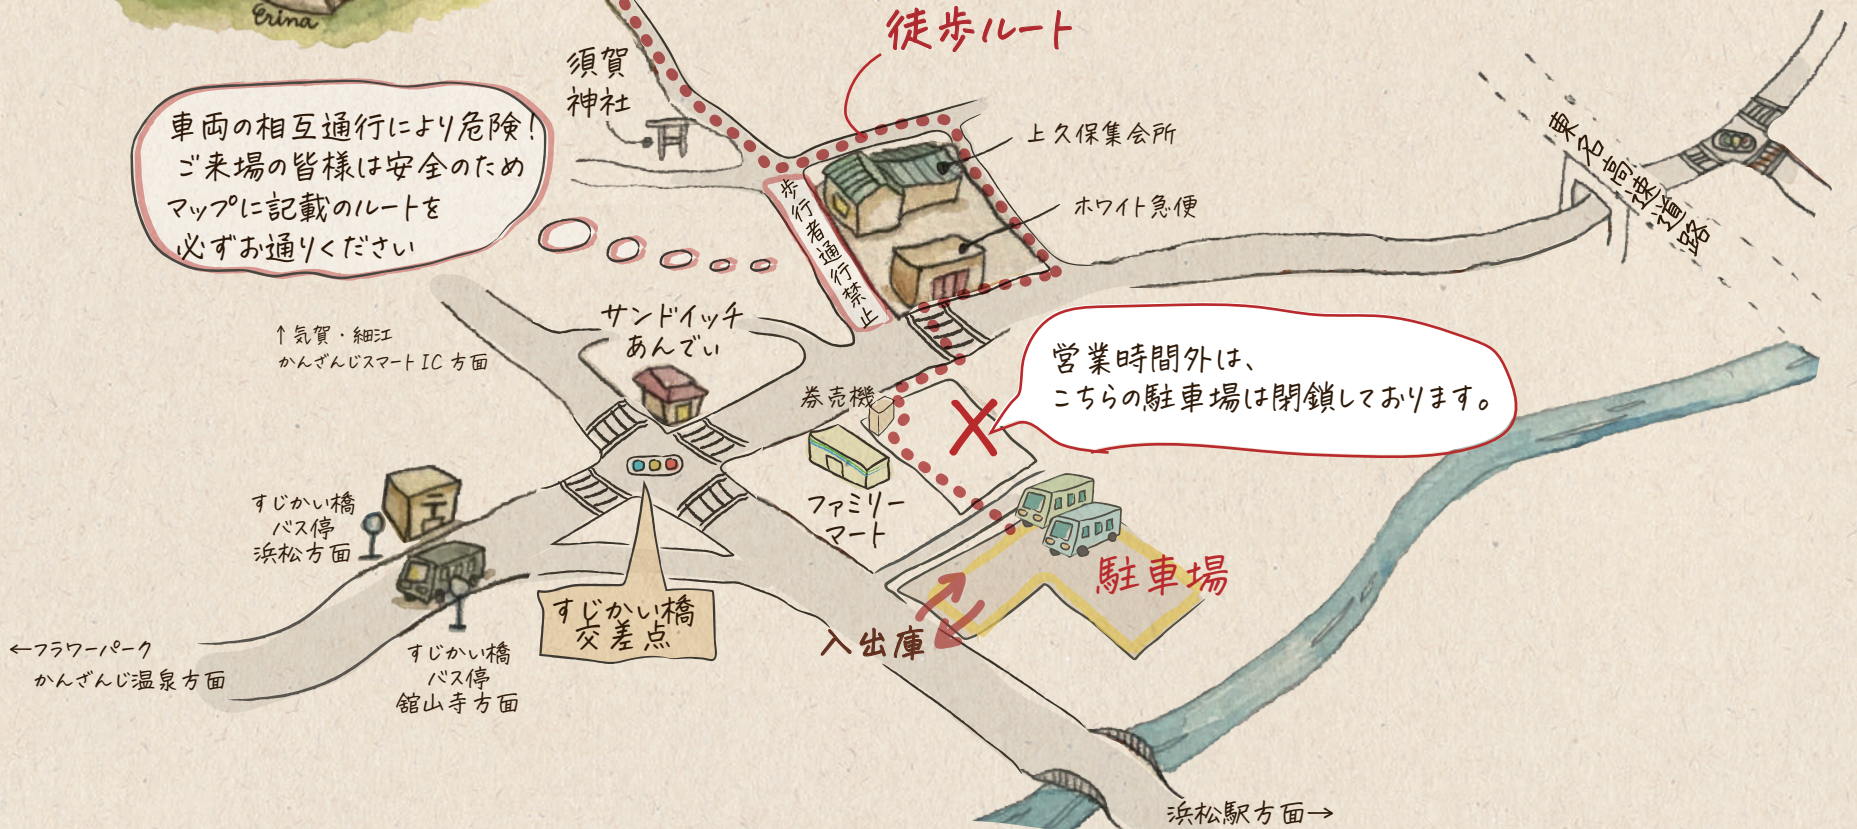 Erina
徒歩ルート
須賀
神社
車両の相互通行により危険!
ご来場の皆様は安全のため
マップに記載のルートを
必ずお通りください
上久保集会所
ホワイト急便
歩行者通行禁止
東名高速道路
↑気賀・細江
かんざんじスマートIC方面
サンドイッチ
あんでぃ
営業時間外は、
こちらの駐車場は閉鎖しております。
券売機
ファミリー
マート
すじかい橋
バス停
浜松方面
駐車場
すじかい橋
交差点
入出庫
←フラワーパーク
かんざんじ温泉方面
すじかい橋
バス停
舘山寺方面
浜松駅方面→